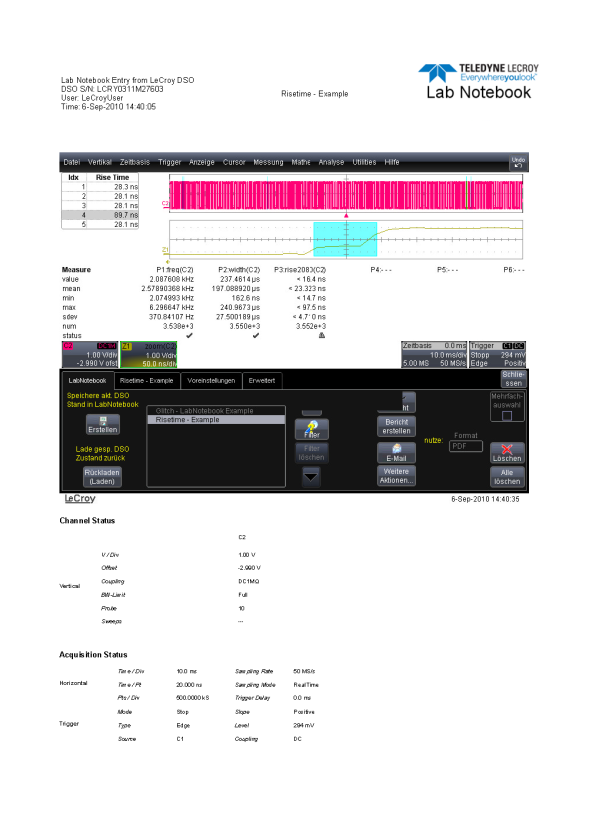 TELEDYNE LECROY
Everywhereyoulook
Lab Notebook
Lab Notebook Entry from LeCroy DSO
DSO S/N: LCRY0311M27603
User: LeCroyUser
Time: 6-Sep-2010 14:40:05
Risetime - Example
Datei Vertikal Zeitbasis Trigger Anzeige Cursor Messung Mathe Analyse Utilities Hilfe Undo
Idx Rise Time
1 28.3 ns
2 28.1 ns
3 28.1 ns
4 89.7 ns
5 28.1 ns
C2
Z1
Measure P1:freq(C2) P2:width(C2) P3:rise2080(C2) P4:--- P5:--- P6:---
value 2.087608 kHz 237.4614 µs < 16.4 ns
mean 2.57890368 kHz 197.088920 µs < 23.323 ns
min 2.074993 kHz 162.6 ns < 14.7 ns
max 6.296647 kHz 240.9673 µs < 97.5 ns
sdev 370.84107 Hz 27.500189 µs
num 3.538e+3 3.550e+3 3.552e+3
status
C2 DC1M
1.00 V/div
-2.990 V ofst
Z1 zoom(C2)
1.00 V/div
50.0 ns/div
Zeitbasis 0.0 ms
10.0 ms/div
5.00 MS 50 MS/s
Trigger C1 DC
Stopp 294 mV
Edge Positiv
LabNotebook Risetime - Example Voreinstellungen Erweitert
Schlie-
ssen
Speichere akt. DSO
Stand in LabNotebook
Erstellen
Lade gesp. DSO
Zustand zurück
Rückladen
(Laden)
Glitch - LabNotebook Example
Risetime - Example
Filter
Filter
löschen
ht
Bericht
erstellen
E-Mail
Weitere
Aktionen...
nutze:
Format
PDF
Mehrfach-
auswahl
Löschen
Alle
löschen
LeCroy
6-Sep-2010 14:40:35
Channel Status
C2
V / Div 1.00 V
Offset -2.990 V
Vertical
Coupling DC1MΩ
BW-Limit Full
Probe 10
Sweeps ---
Acquisition Status
Time / Div 10.0 ms Sampling Rate 50 MS/s
Horizontal Time / Pt 20.000 ns Sampling Mode RealTime
Pts / Div 500.0000 kS Trigger Delay 0.0 ms
Mode Stop Slope Positive
Trigger Type Edge Level 294 mV
Source C1 Coupling DC